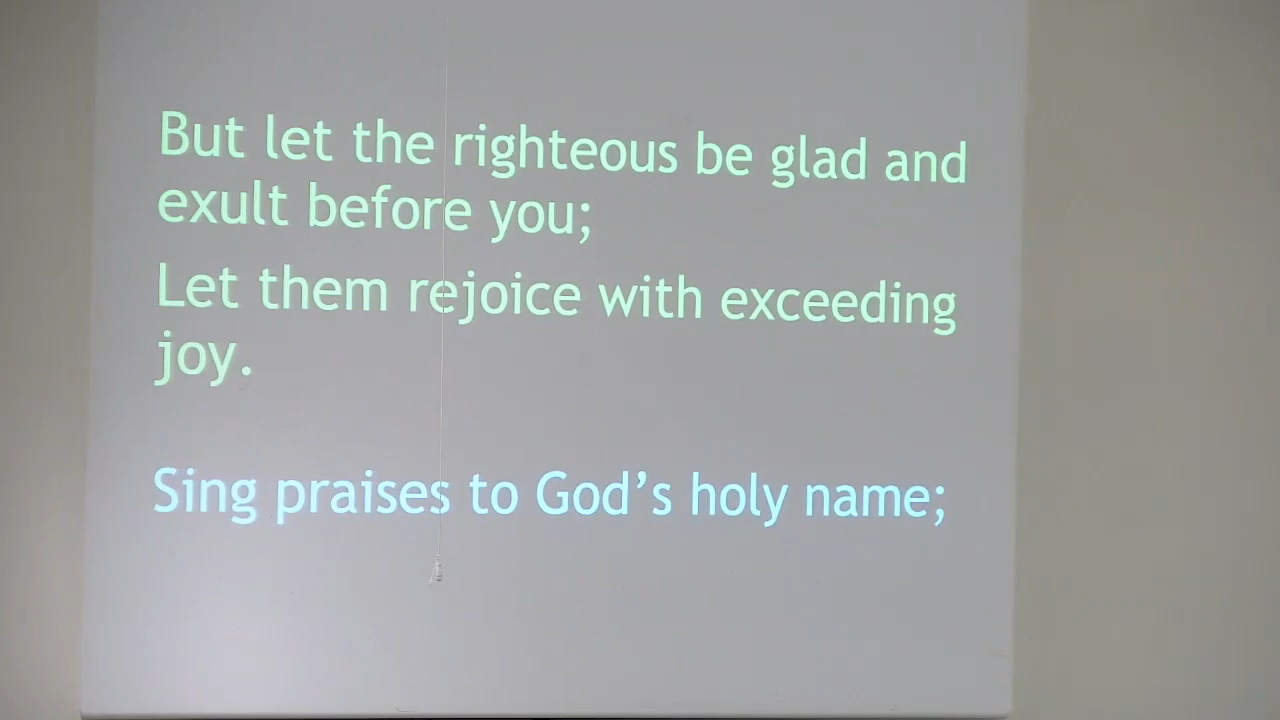 But let the righteous be glad and
exult before you;
Let them rejoice with exceeding
joy.
Sing praises to God’s holy name;